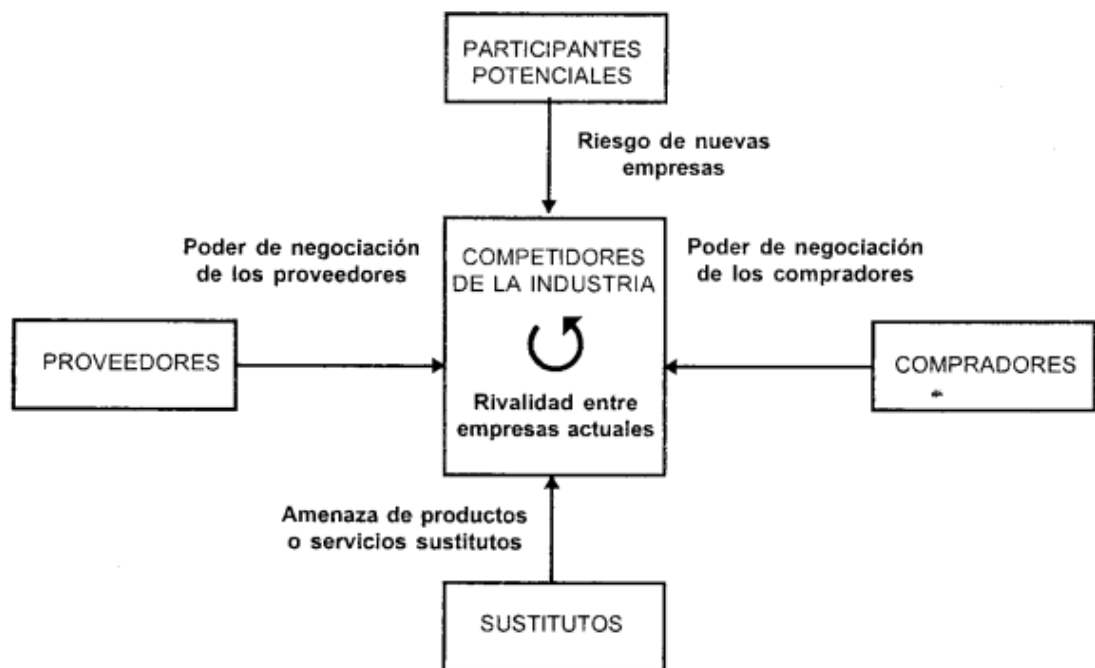 PARTICIPANTES
POTENCIALES
Riesgo de nuevas
empresas
Poder de negociación
de los proveedores
COMPETIDORES
DE LA INDUSTRIA
Poder de negociación
de los compradores
PROVEEDORES
COMPRADORES
Rivalidad entre
empresas actuales
Amenaza de productos
o servicios sustitutos
SUSTITUTOS